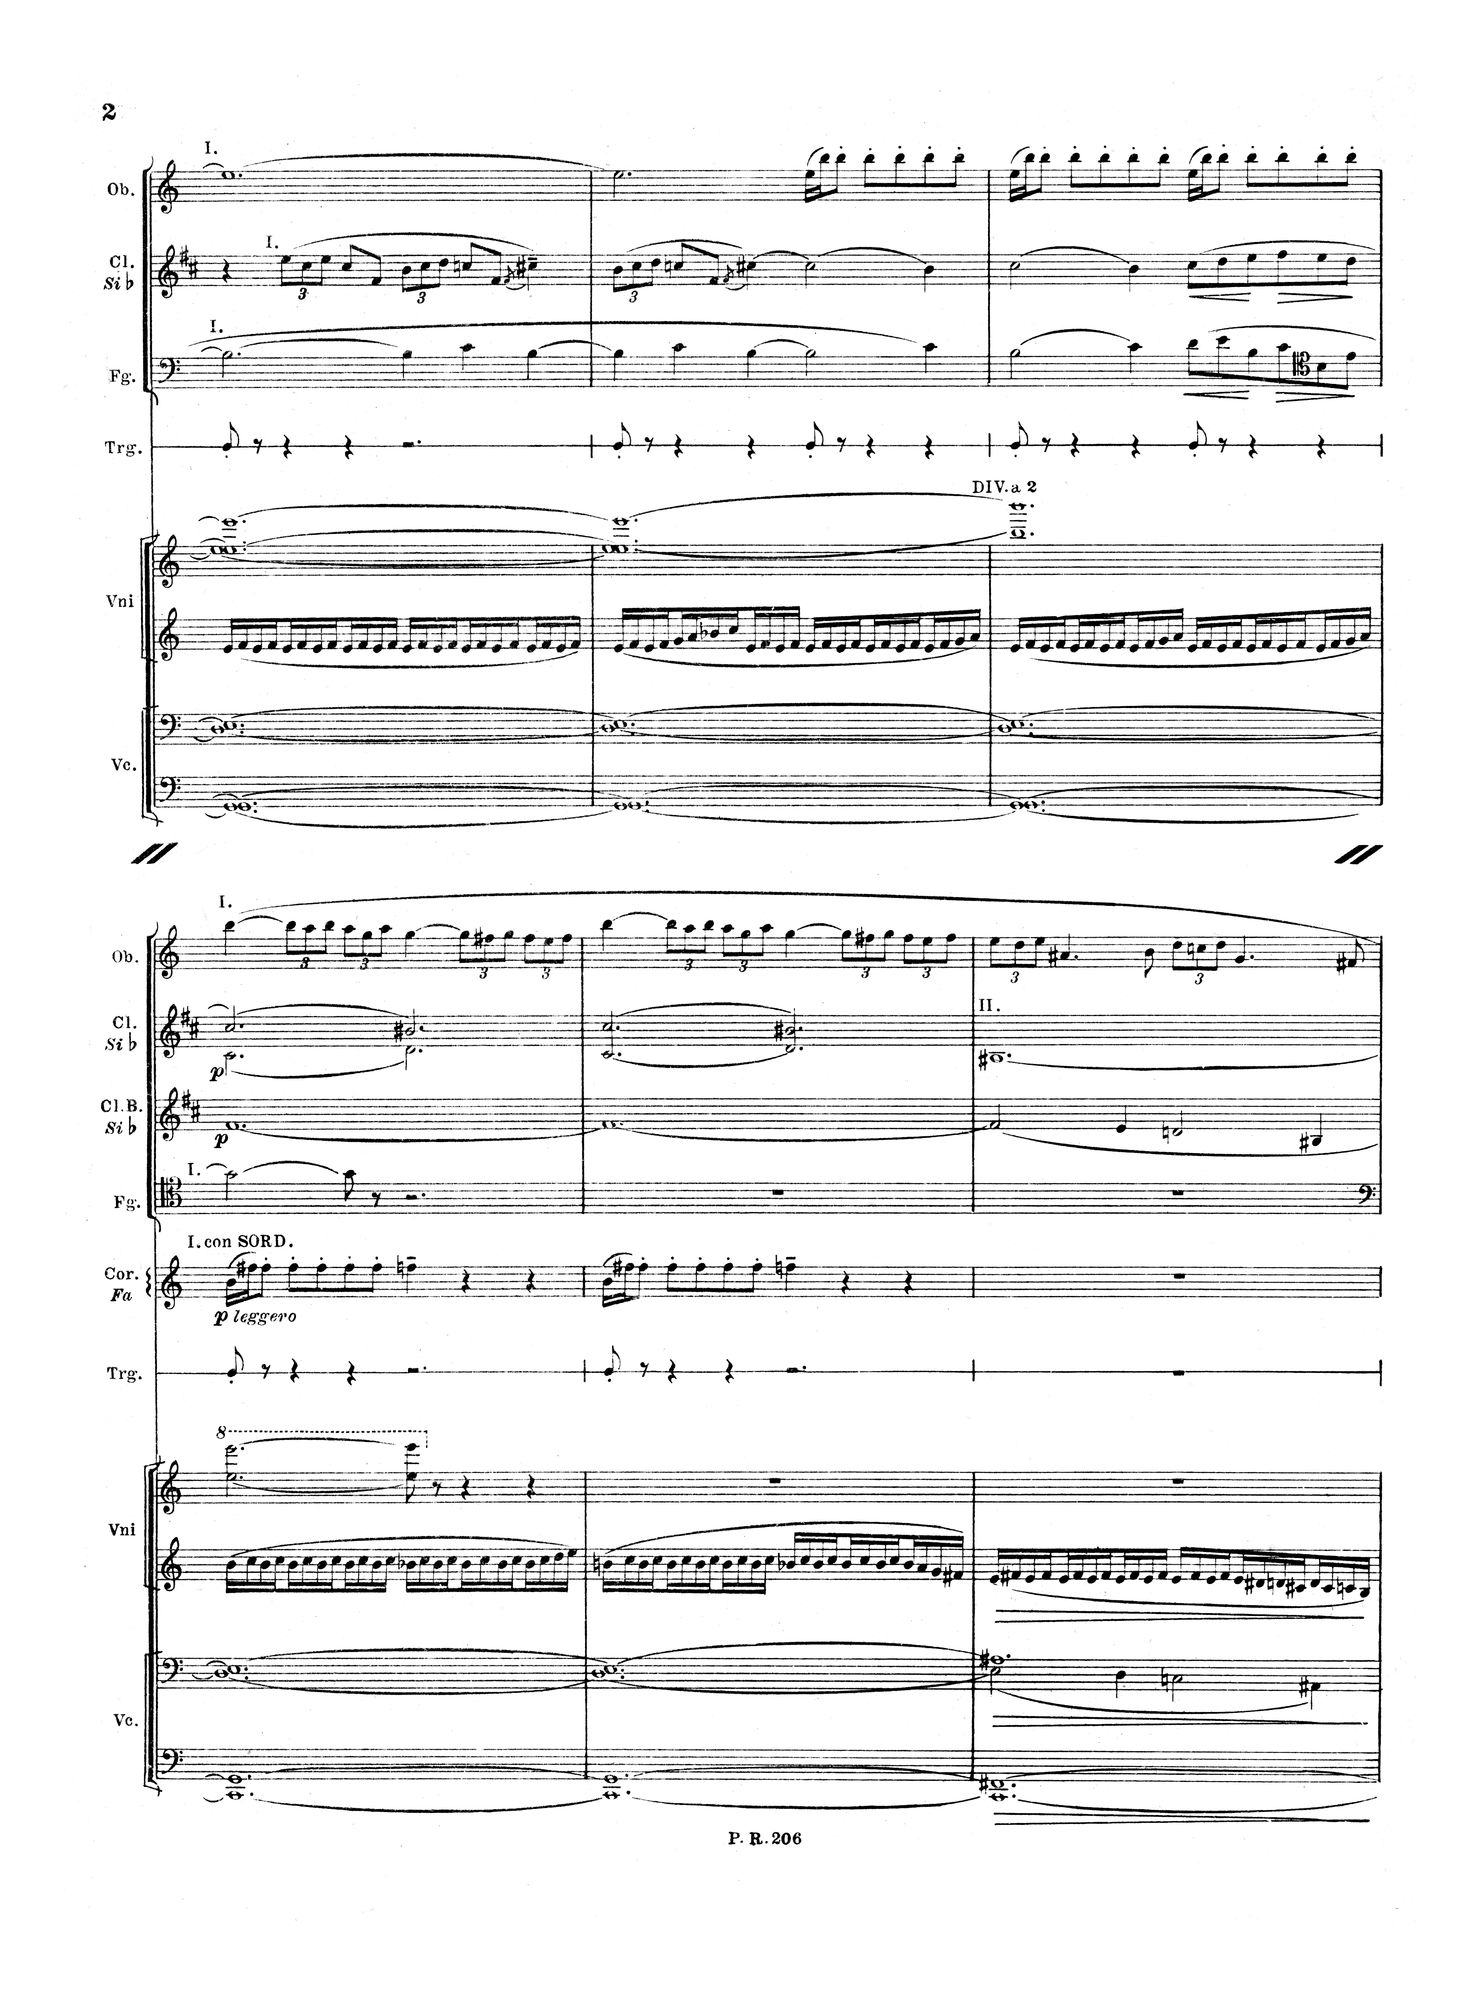 2
I.
Ob.
I.
Cl.
Si b
3
3
3
I.
Fg.
Trg.
DIV. a 2
Vni
Vc.
I.
Ob.
3
3
3
3
3
3
3
3
3
3
Cl.
Si b
p
II.
Cl.B.
Si b
p
I.
Fg.
I. con SORD.
Cor.
Fa
p leggero
Trg.
8
Vni
Vc.
P. R. 206